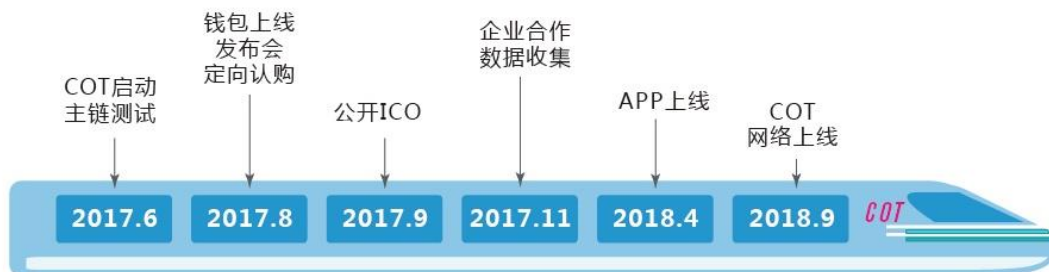 钱包上线
发布会
定向认购
企业合作
数据收集
COT启动
主链测试
公开ICO
APP上线
COT
网络上线
2017.6
2017.8
2017.9
2017.11
2018.4
2018.9
COT